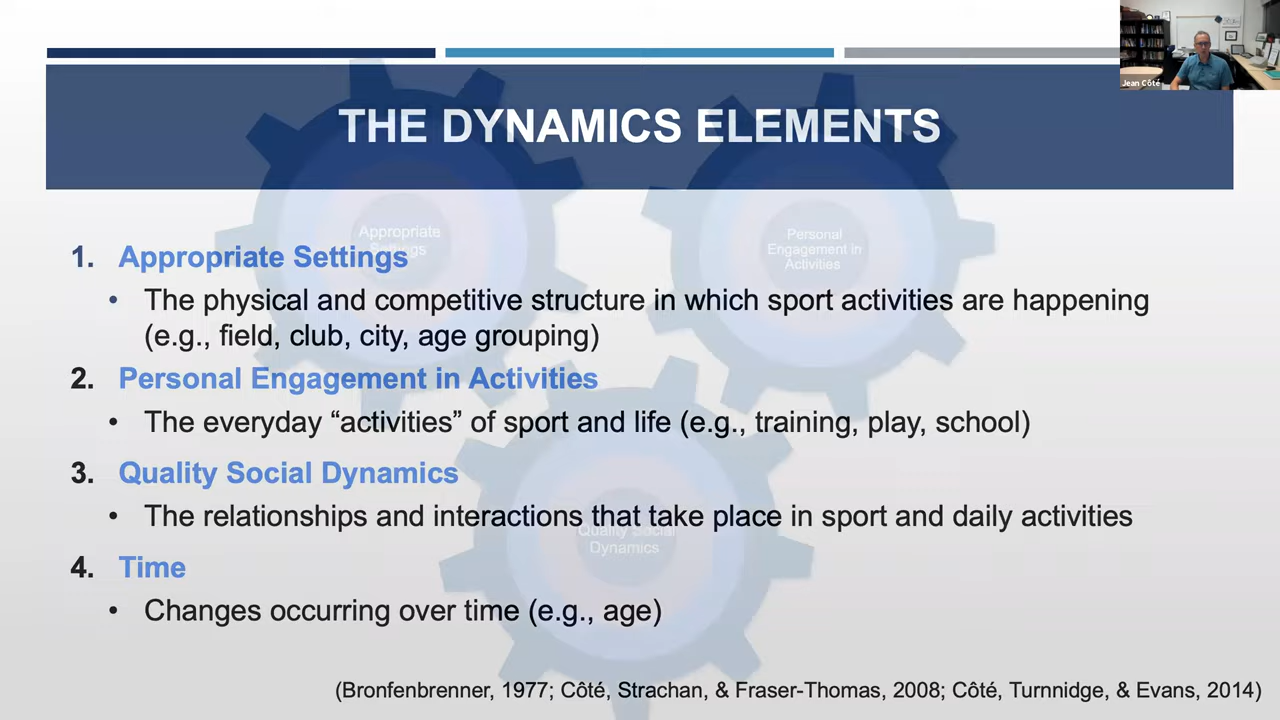 Jean Côté
THE DYNAMICS ELEMENTS
Appropriate
Settings
Personal
Engagement in
Activities
1. Appropriate Settings
• The physical and competitive structure in which sport activities are happening
(e.g., field, club, city, age grouping)
2. Personal Engagement in Activities
• The everyday “activities” of sport and life (e.g., training, play, school)
3. Quality Social Dynamics
• The relationships and interactions that take place in sport and daily activities
Quality Social
Dynamics
4. Time
• Changes occurring over time (e.g., age)
(Bronfenbrenner, 1977; Côté, Strachan, & Fraser-Thomas, 2008; Côté, Turnnidge, & Evans, 2014)